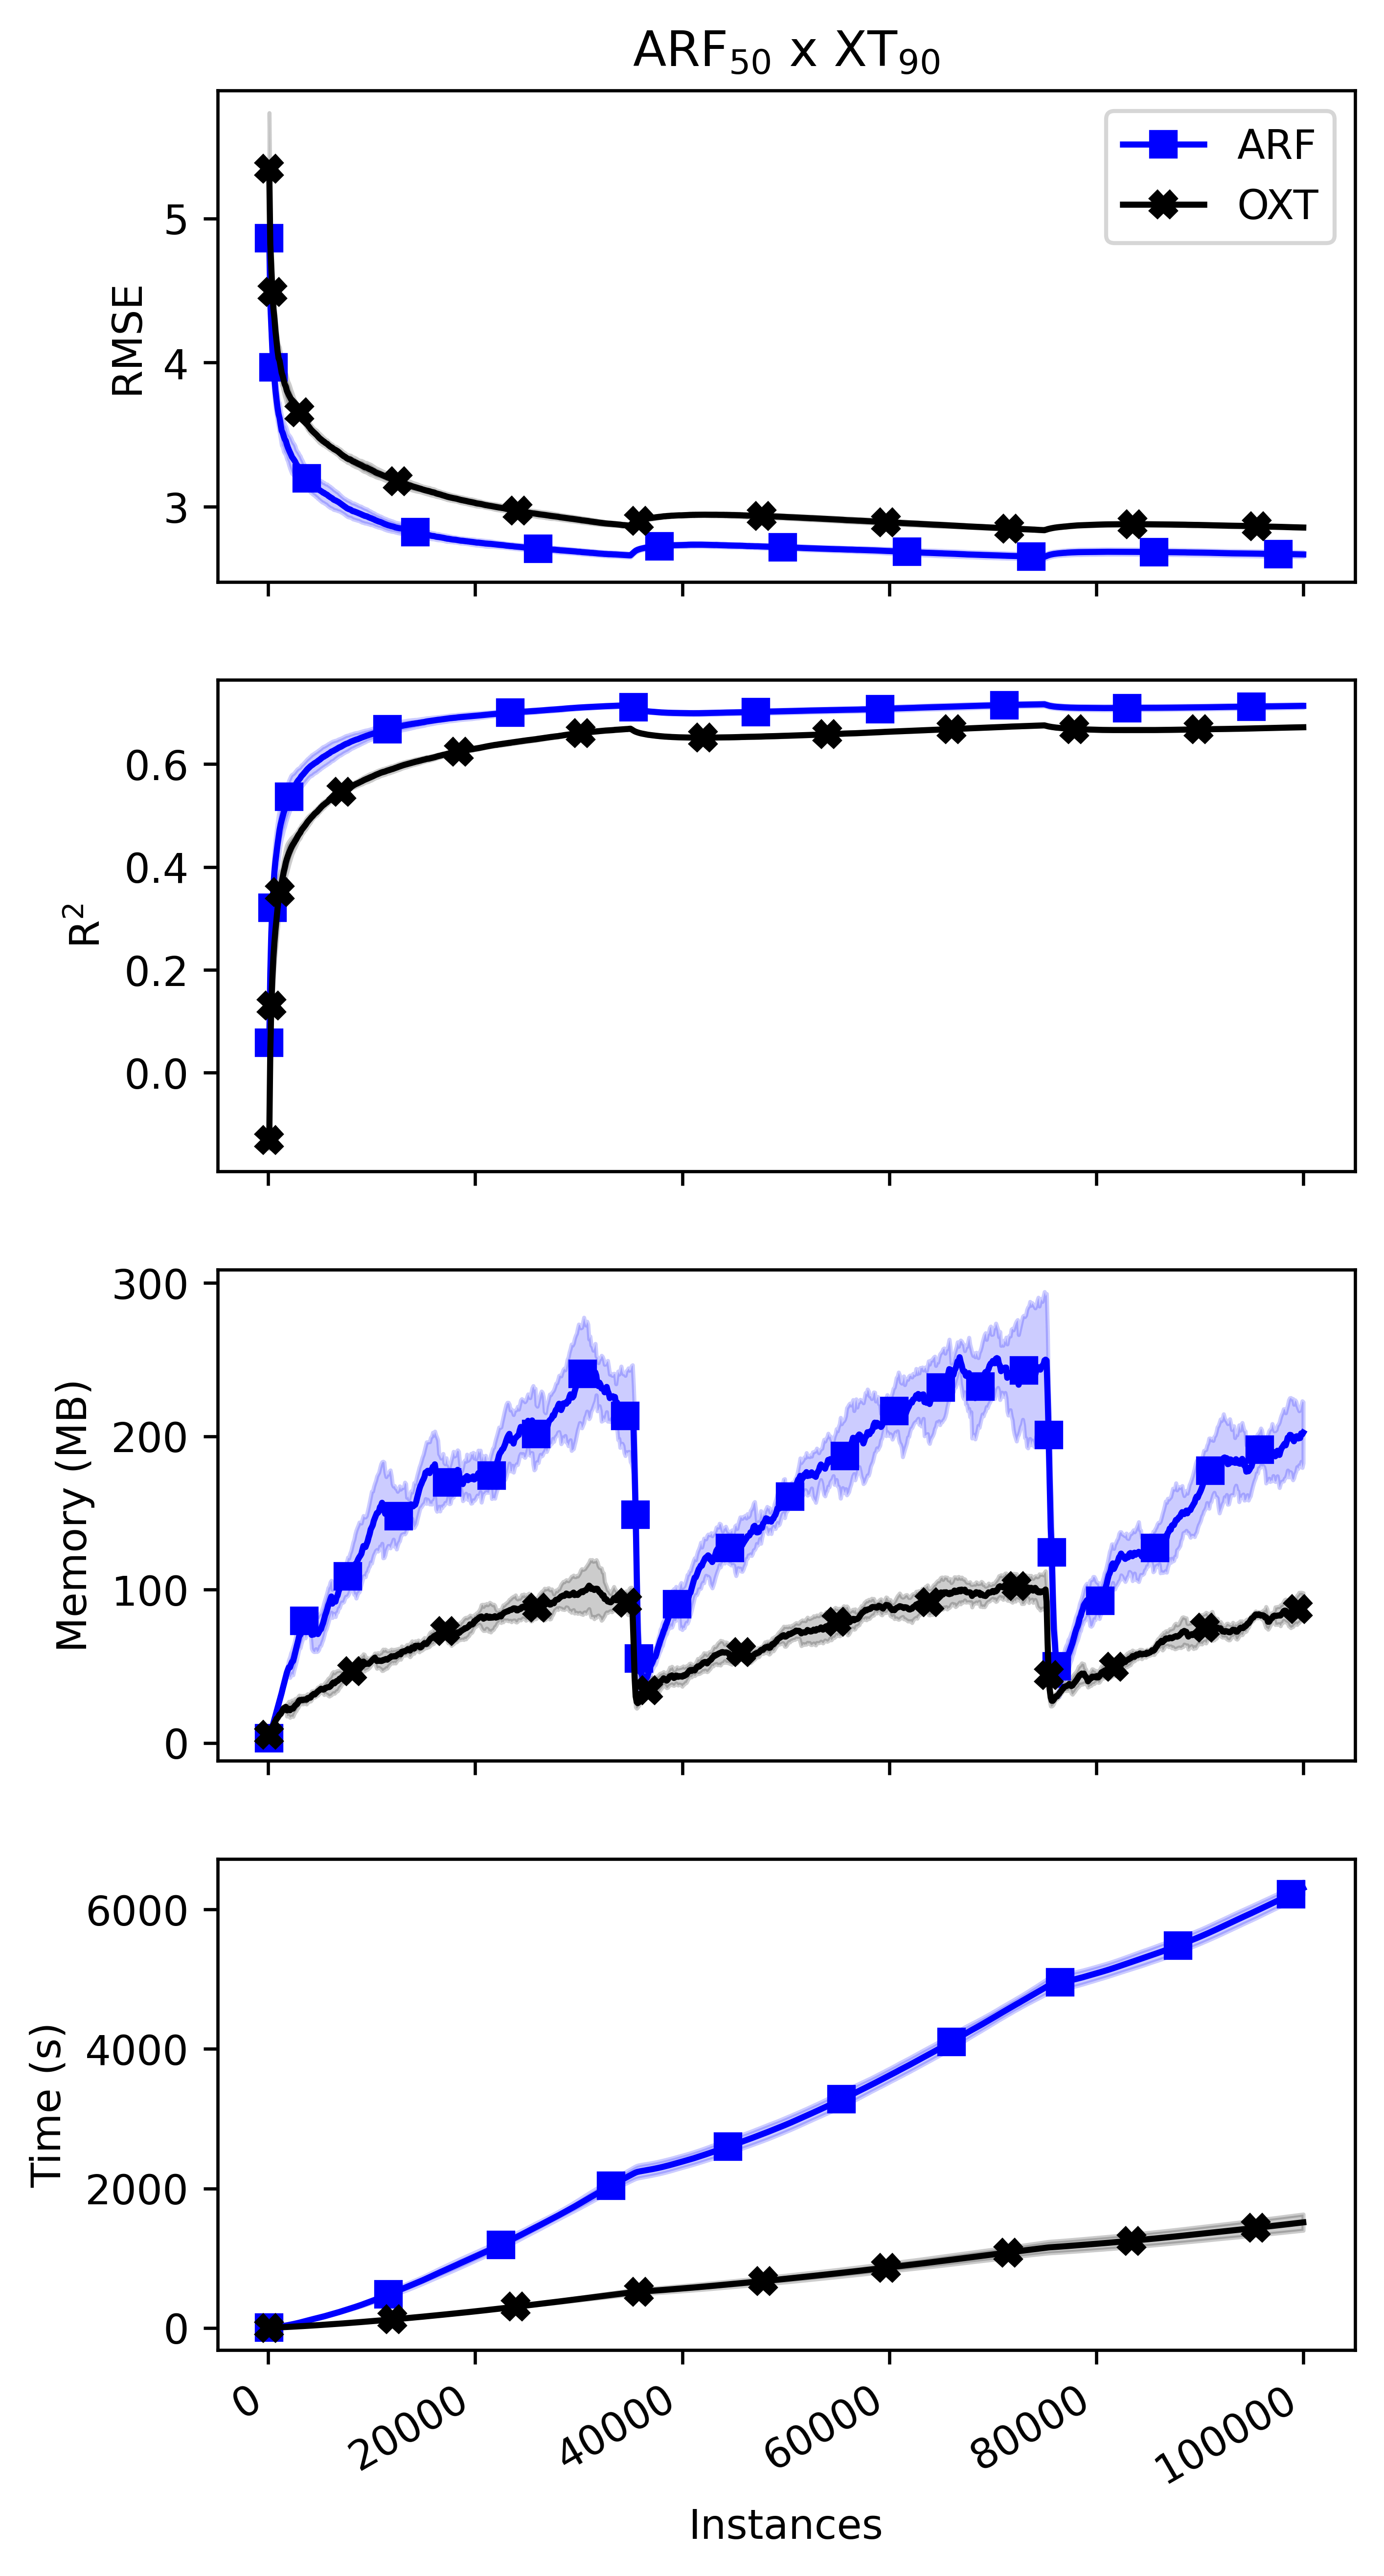 ARF₅₀ x XT₉₀
ARF
OXT
RMSE
5
4
3
R²
0.6
0.4
0.2
0.0
Memory (MB)
300
200
100
0
Time (s)
6000
4000
2000
0
0
20000
40000
60000
80000
100000
Instances